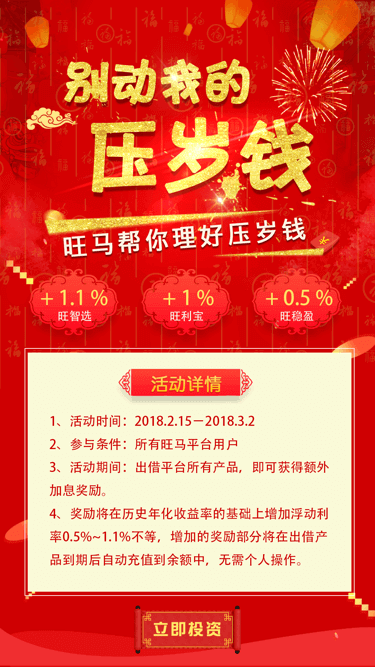 别动我的
压岁钱
旺马帮你理好压岁钱
+1.1% +1% +0.5%
旺智选 旺利宝 旺稳盈
活动详情
1、活动时间：2018.2.15－2018.3.2
2、参与条件：所有旺马平台用户
3、活动期间：出借平台所有产品，即可获得额外
加息奖励。
4、奖励将在历史年化收益率的基础上增加浮动利
率0.5%~1.1%不等，增加的奖励部分将在出借产
品到期后自动充值到余额中，无需个人操作。
立即投资